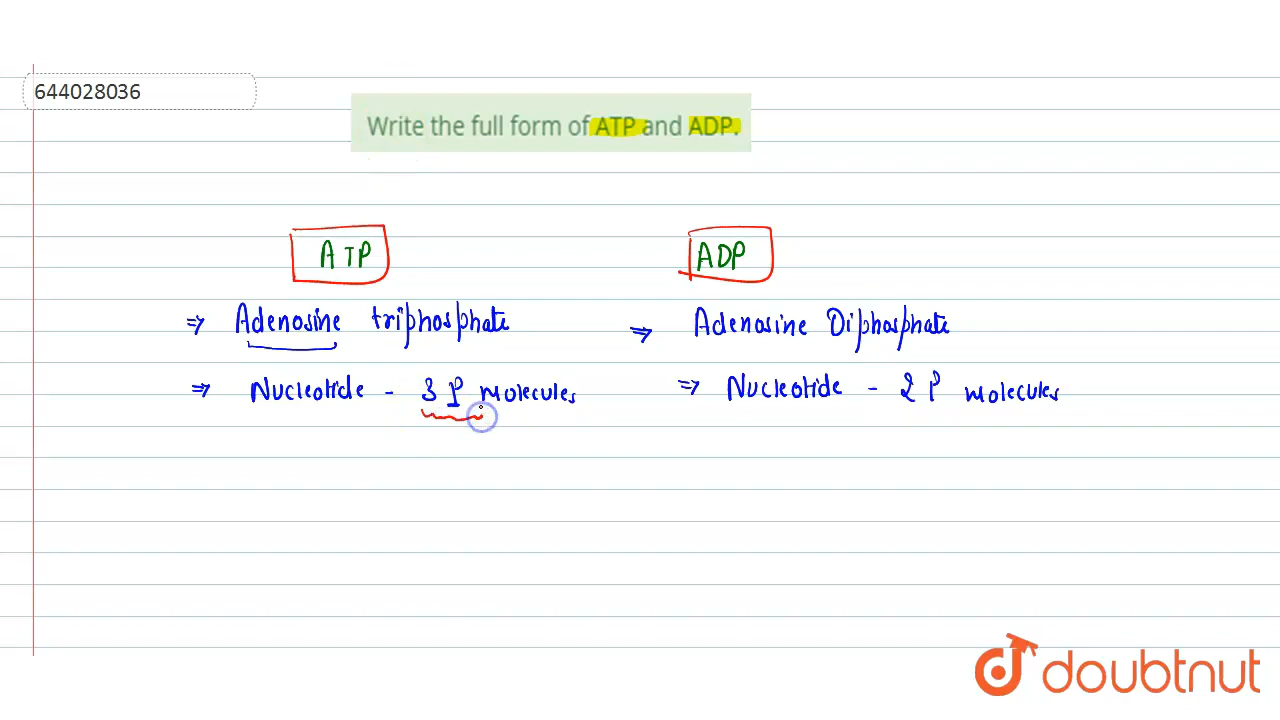 644028036
Write the full form of ATP and ADP.
ATP
ADP
⇒ Adenosine triphosphate
⇒ Adenosine Diphosphate
⇒ Nucleotide - 3 P molecules
⇒ Nucleotide - 2 P molecules
doubtnut